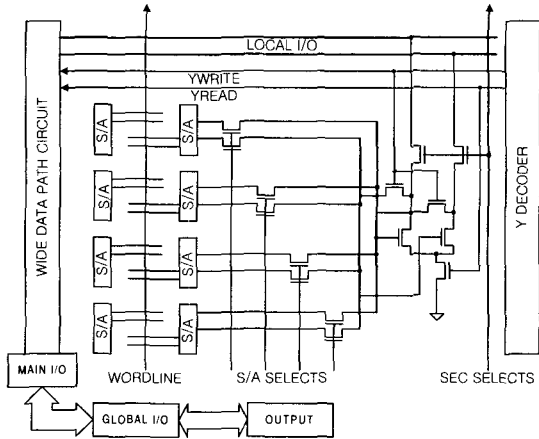 LOCAL I/O
YWRITE
YREAD
WIDE DATA PATH CIRCUIT
Y DECODER
S/A
S/A
S/A
S/A
S/A
S/A
S/A
S/A
MAIN I/O
WORDLINE
S/A SELECTS
SEC SELECTS
GLOBAL I/O
OUTPUT